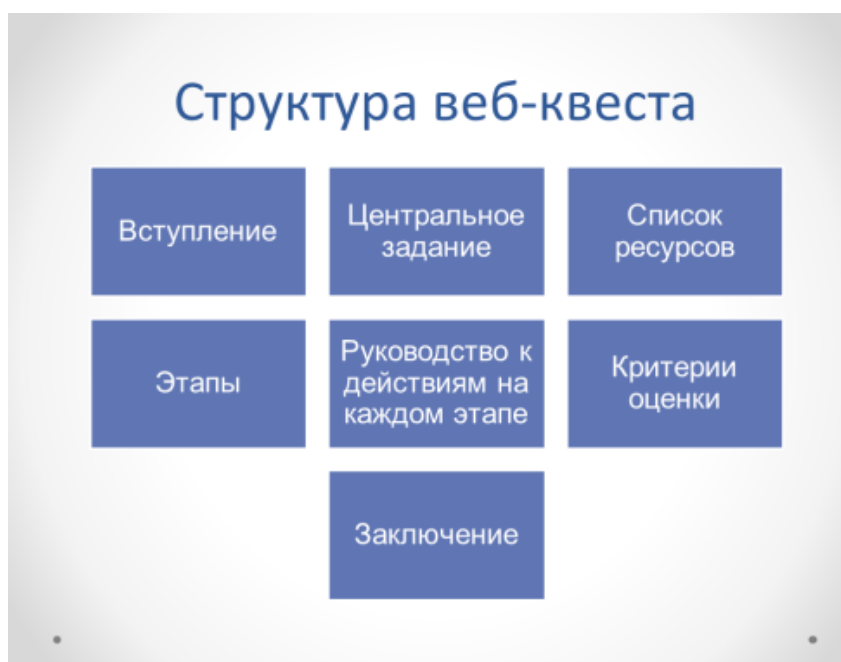 Структура веб-квеста
Вступление
Центральное
задание
Список
ресурсов
Этапы
Руководство к
действиям на
каждом этапе
Критерии
оценки
Заключение